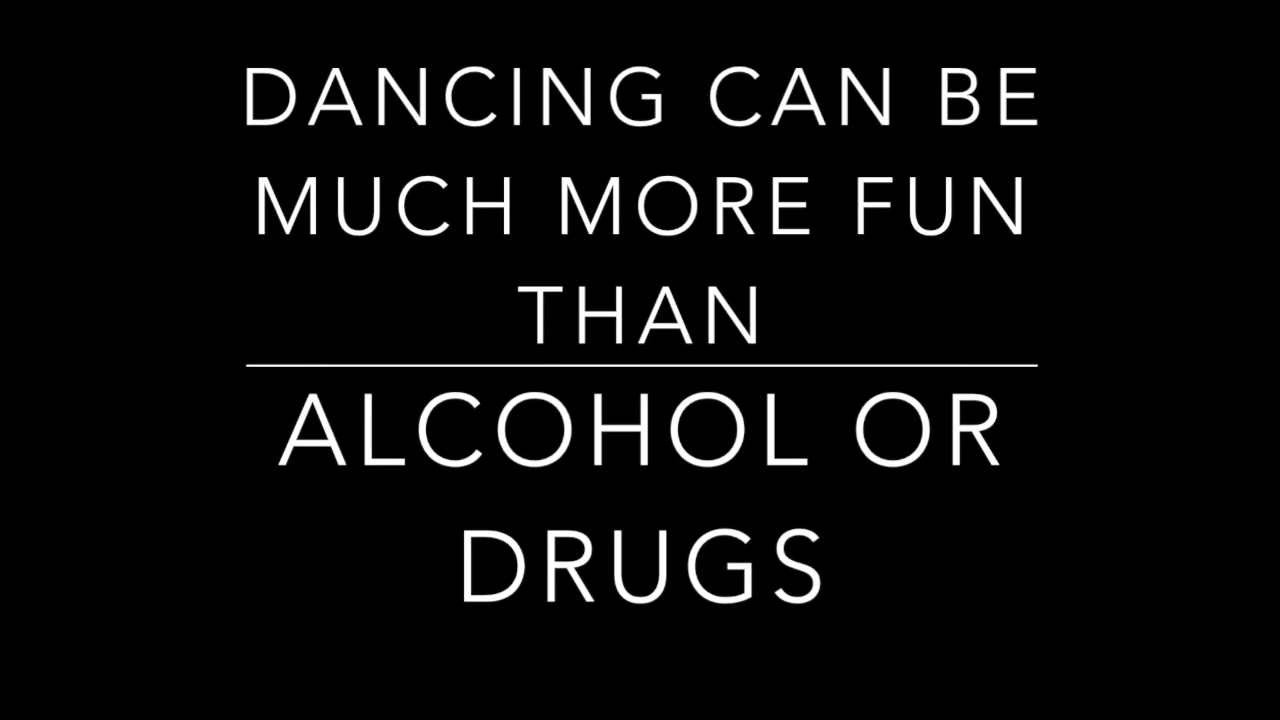 DANCING CAN BE
MUCH MORE FUN
THAN
ALCOHOL OR
DRUGS